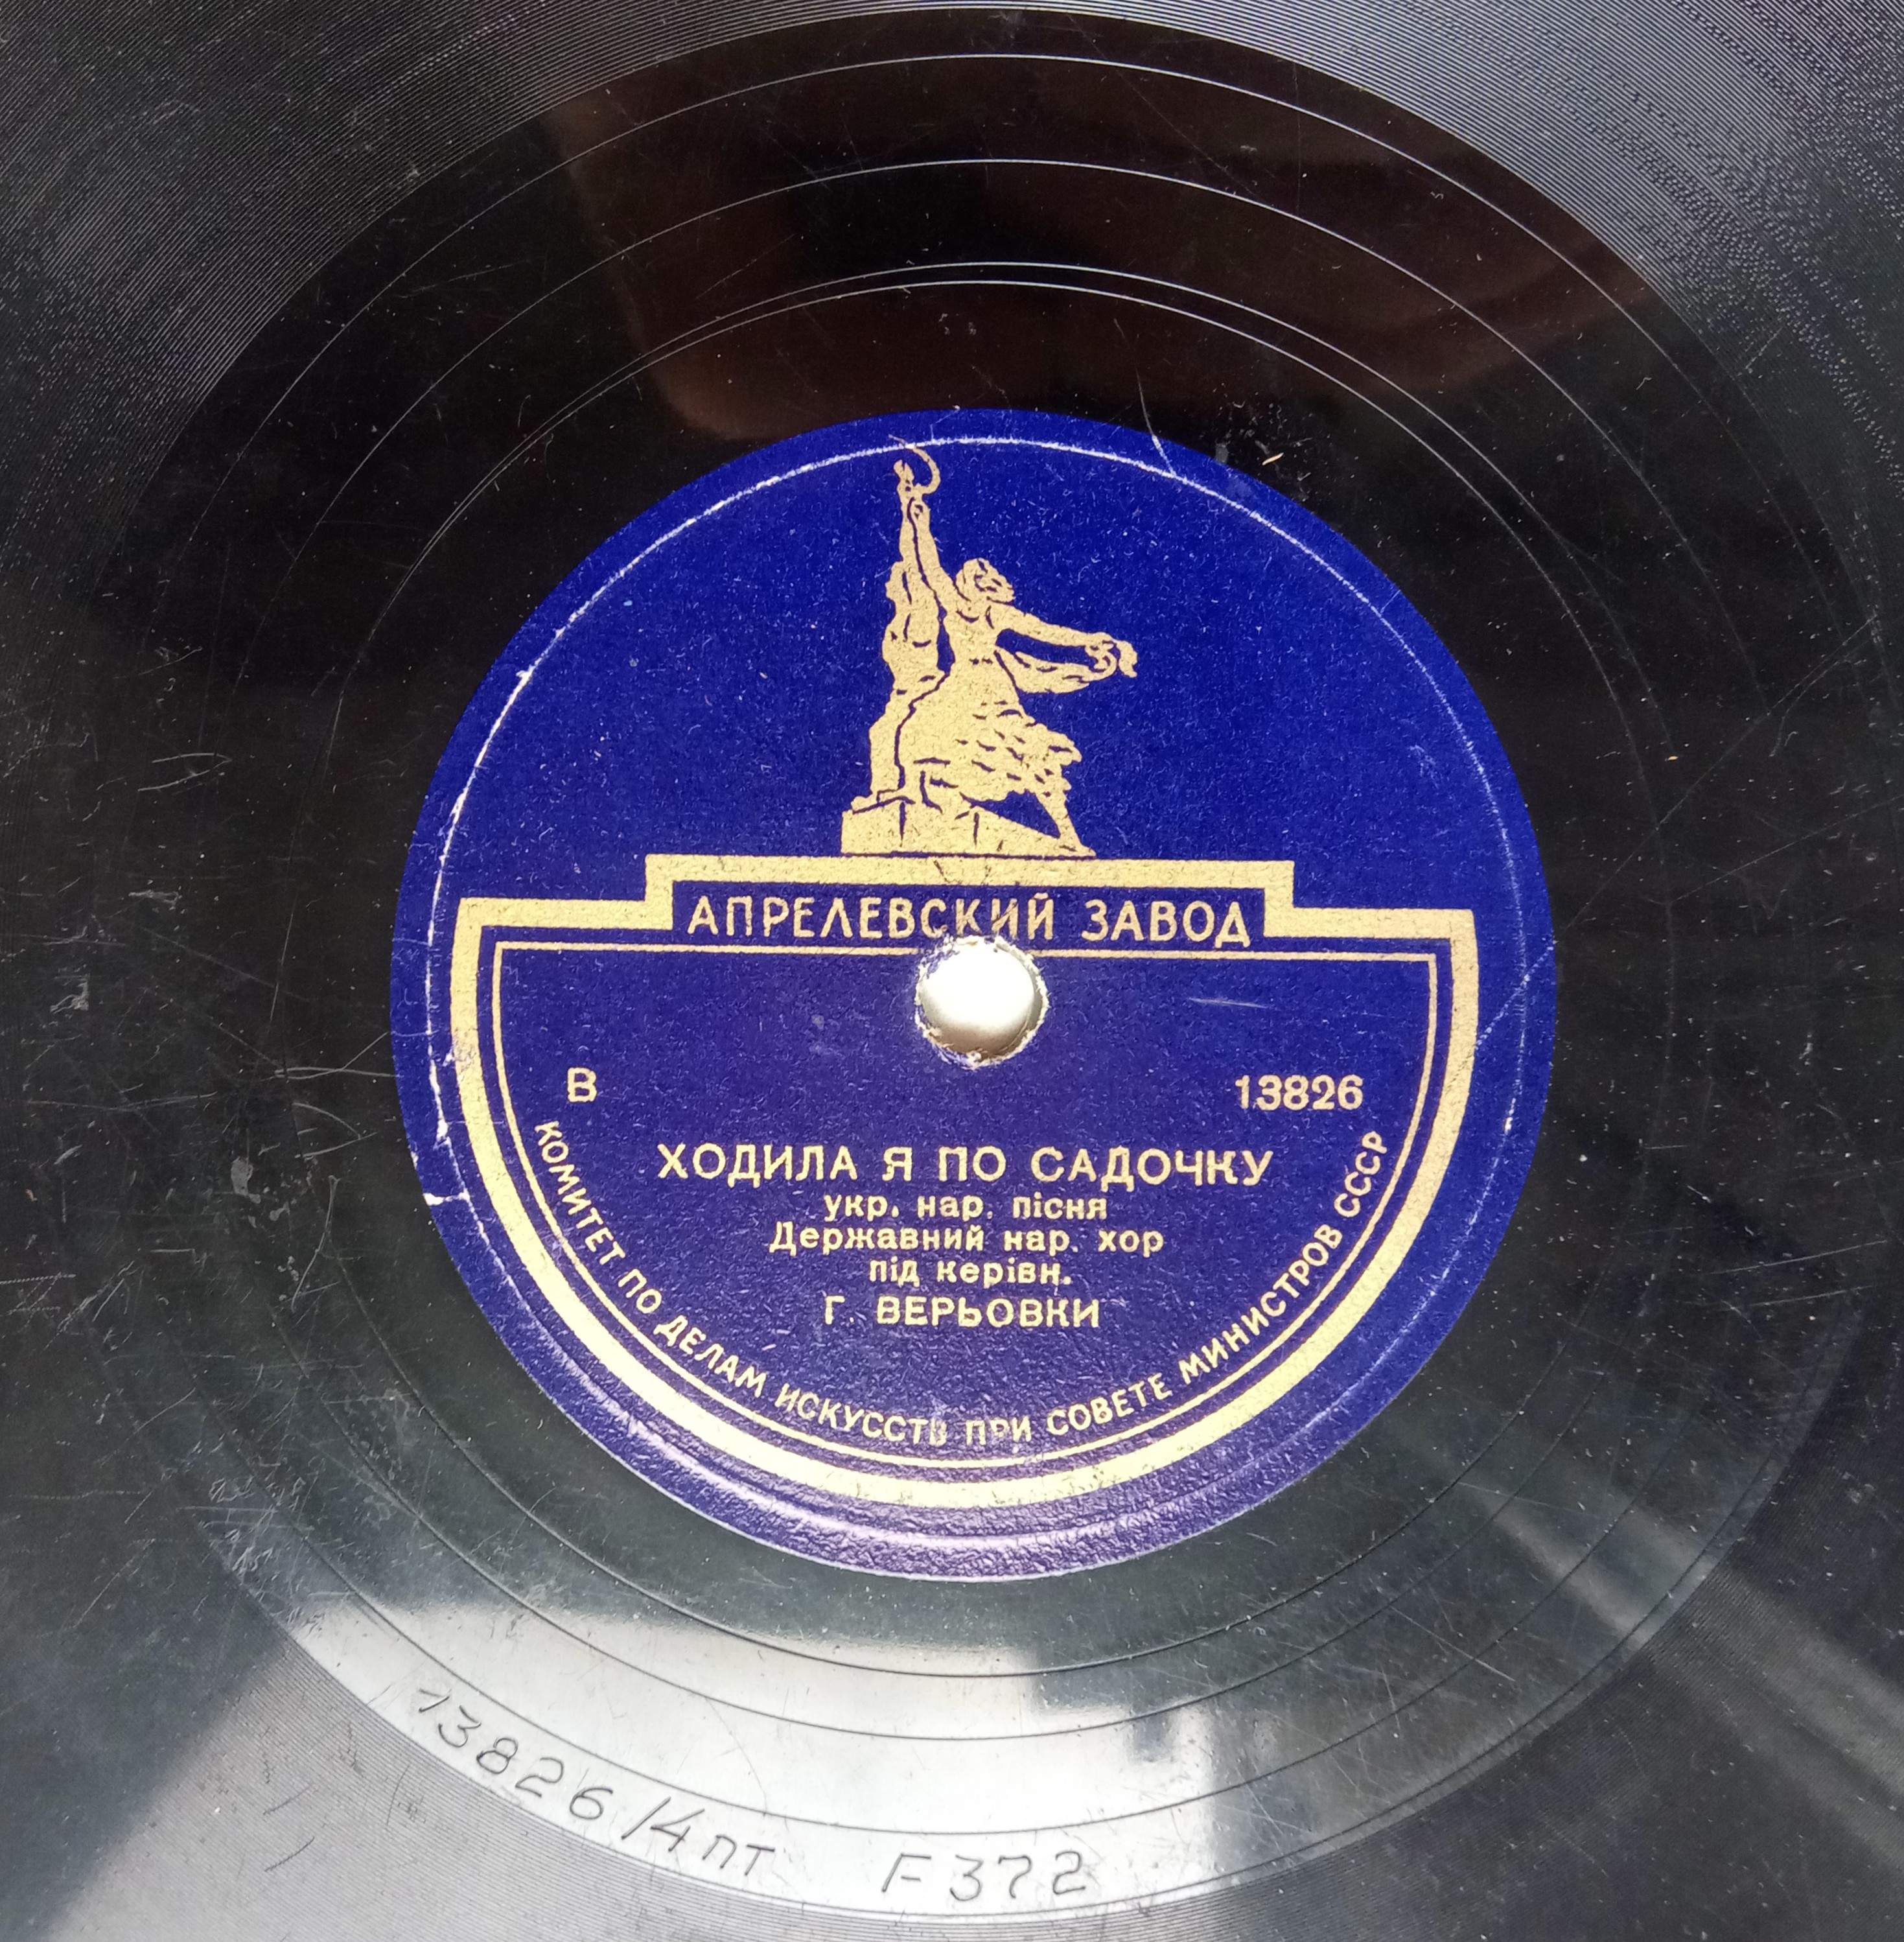 АПРЕЛЕВСКИЙ ЗАВОД
В 13826
ХОДИЛА Я ПО САДОЧКУ
укр. нар. пісня
Державний нар. хор
під керівн.
Г. ВЕРЬОВКИ
КОМИТЕТ ПО ДЕЛАМ ИСКУССТВ ПРИ СОВЕТЕ МИНИСТРОВ СССР
13826/4пт F372